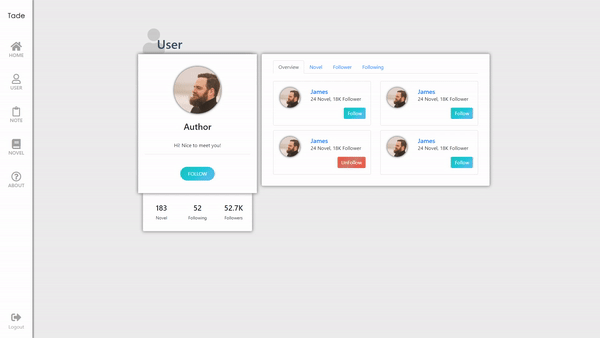 Tade
HOME
USER
NOTE
NOVEL
ABOUT
Logout
User
Author
Hi! Nice to meet you!
FOLLOW
183 52 52.7K
Novel Following Followers
Overview Novel Follower Following
James
24 Novel, 18K Follower
Follow
James
24 Novel, 18K Follower
Follow
James
24 Novel, 18K Follower
UnFollow
James
24 Novel, 18K Follower
Follow